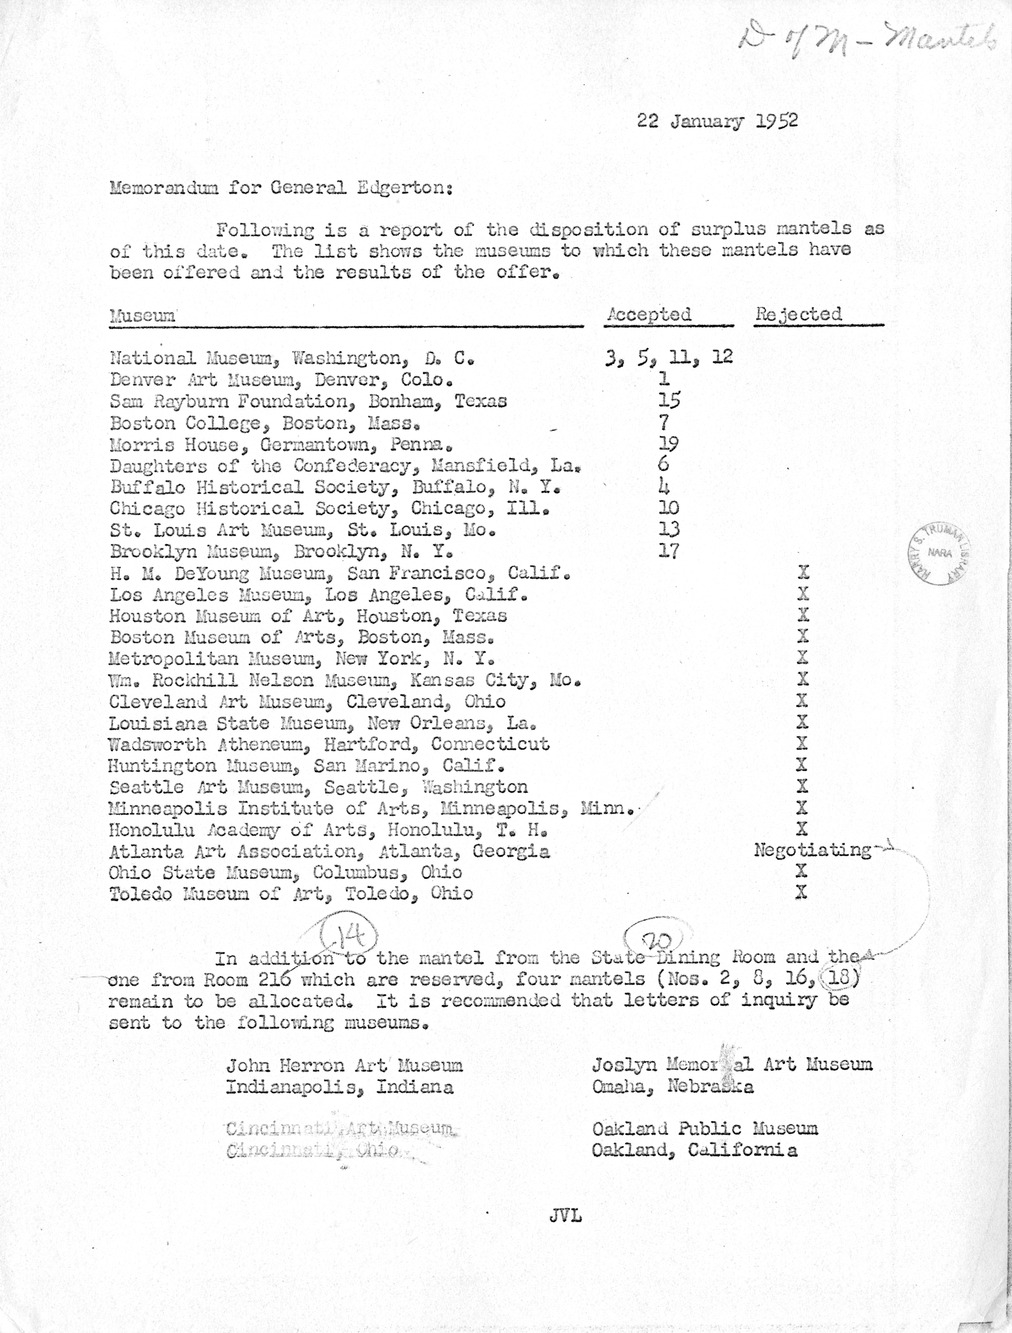 D of M - Mantels
22 January 1952
Memorandum for General Edgerton:
Following is a report of the disposition of surplus mantels as
of this date. The list shows the museums to which these mantels have
been offered and the results of the offer.
Museum Accepted Rejected
National Museum, Washington, D. C. 3, 5, 11, 12
Denver Art Museum, Denver, Colo. 1
Sam Rayburn Foundation, Bonham, Texas 15
Boston College, Boston, Mass. 7
Morris House, Germantown, Penna. 19
Daughters of the Confederacy, Mansfield, La. 6
Buffalo Historical Society, Buffalo, N. Y. 4
Chicago Historical Society, Chicago, Ill. 10
St. Louis Art Museum, St. Louis, Mo. 13
Brooklyn Museum, Brooklyn, N. Y. 17
H. M. DeYoung Museum, San Francisco, Calif. X
Los Angeles Museum, Los Angeles, Calif. X
Houston Museum of Art, Houston, Texas X
Boston Museum of Arts, Boston, Mass. X
Metropolitan Museum, New York, N. Y. X
Wm. Rockhill Nelson Museum, Kansas City, Mo. X
Cleveland Art Museum, Cleveland, Ohio X
Louisiana State Museum, New Orleans, La. X
Wadsworth Atheneum, Hartford, Connecticut X
Huntington Museum, San Marino, Calif. X
Seattle Art Museum, Seattle, Washington X
Minneapolis Institute of Arts, Minneapolis, Minn. X
Honolulu Academy of Arts, Honolulu, T. H. X
Atlanta Art Association, Atlanta, Georgia Negotiating
Ohio State Museum, Columbus, Ohio X
Toledo Museum of Art, Toledo, Ohio X
HARRY S. TRUMAN LIBRARY
NARA
14 20
In addition to the mantel from the State Dining Room and the
one from Room 216 which are reserved, four mantels (Nos. 2, 8, 16, 18)
remain to be allocated. It is recommended that letters of inquiry be
sent to the following museums.
John Herron Art Museum Joslyn Memorial Art Museum
Indianapolis, Indiana Omaha, Nebraska
Cincinnati Art Museum Oakland Public Museum
Cincinnati, Ohio Oakland, California
JVL